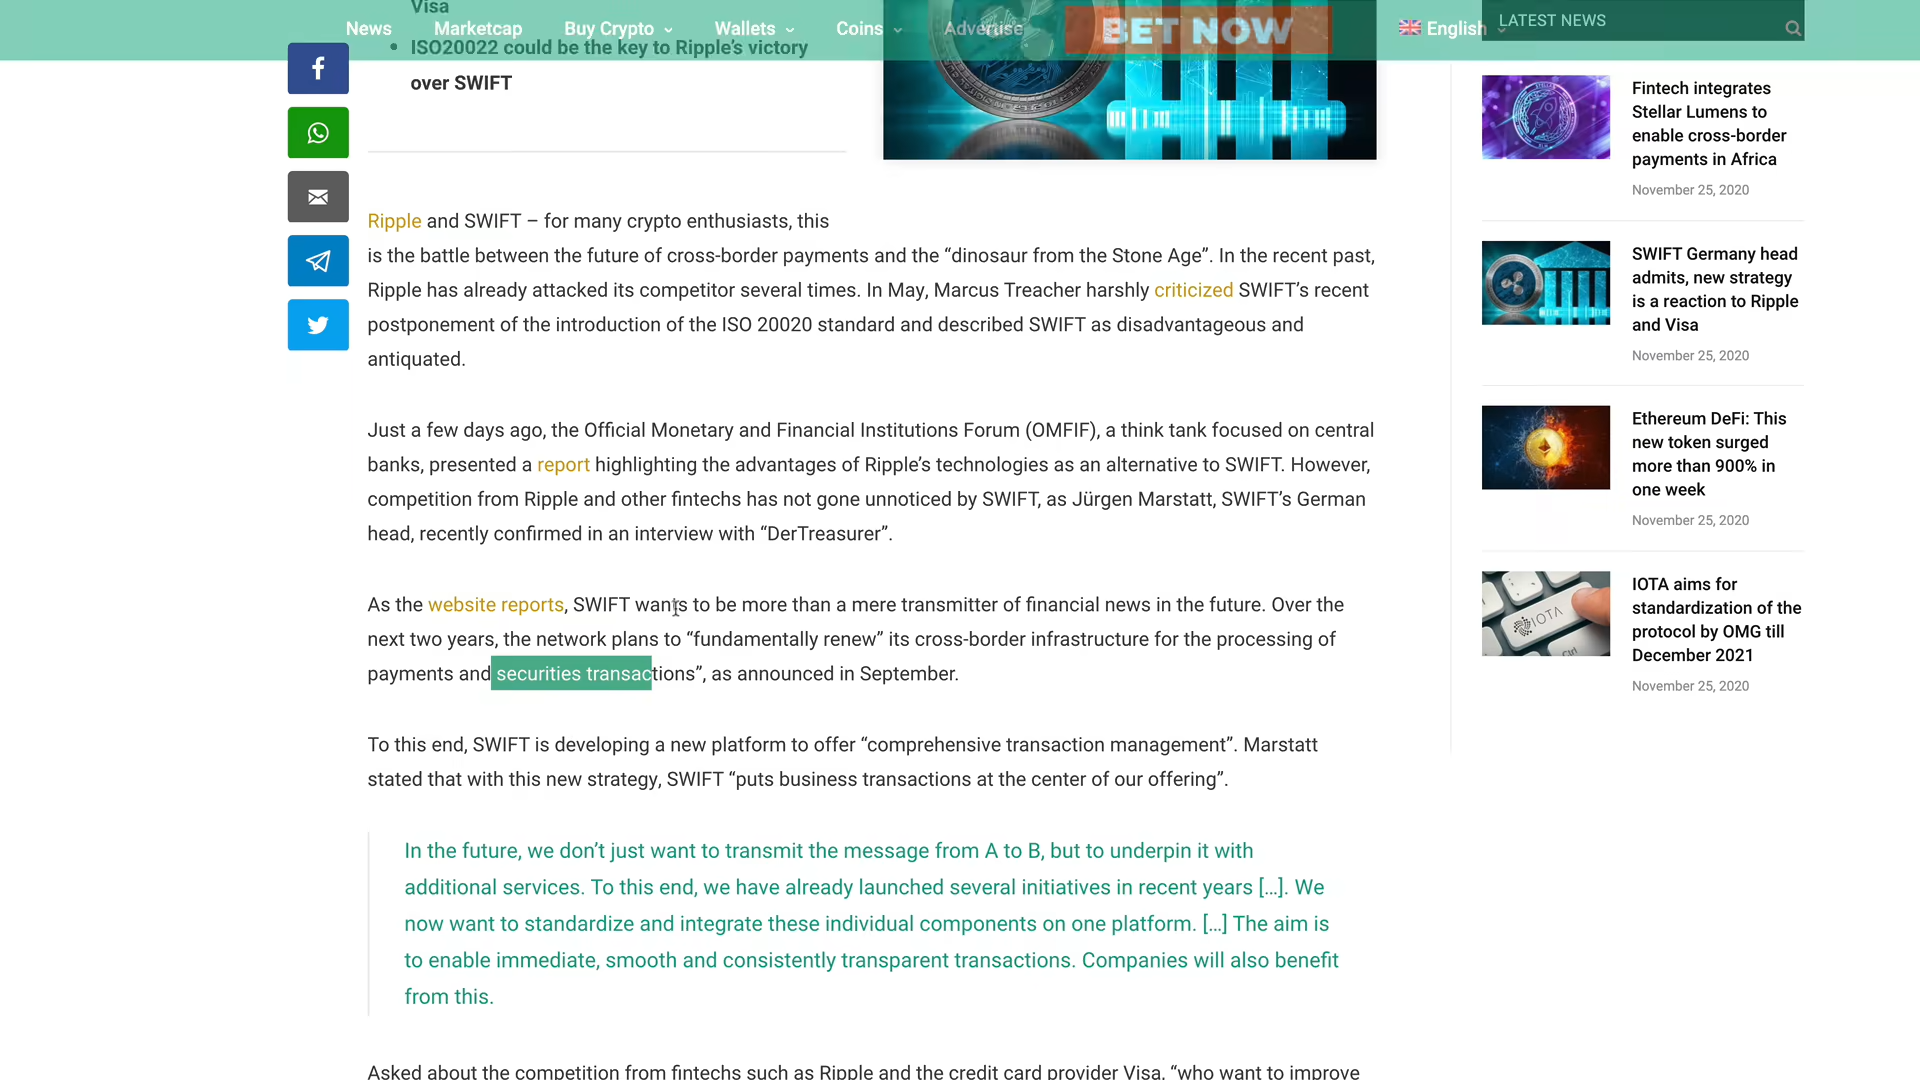 Visa
News
Marketcap
Buy Crypto
Wallets
Coins
Advertise
BET NOW
English
LATEST NEWS
ISO20022 could be the key to Ripple's victory
over SWIFT
Ripple and SWIFT – for many crypto enthusiasts, this
is the battle between the future of cross-border payments and the “dinosaur from the Stone Age”. In the recent past,
Ripple has already attacked its competitor several times. In May, Marcus Treacher harshly criticized SWIFT’s recent
postponement of the introduction of the ISO 20020 standard and described SWIFT as disadvantageous and
antiquated.
Just a few days ago, the Official Monetary and Financial Institutions Forum (OMFIF), a think tank focused on central
banks, presented a report highlighting the advantages of Ripple’s technologies as an alternative to SWIFT. However,
competition from Ripple and other fintechs has not gone unnoticed by SWIFT, as Jürgen Marstatt, SWIFT’s German
head, recently confirmed in an interview with “DerTreasurer”.
As the website reports, SWIFT wants to be more than a mere transmitter of financial news in the future. Over the
next two years, the network plans to “fundamentally renew” its cross-border infrastructure for the processing of
payments and securities transactions”, as announced in September.
To this end, SWIFT is developing a new platform to offer “comprehensive transaction management”. Marstatt
stated that with this new strategy, SWIFT “puts business transactions at the center of our offering”.
In the future, we don’t just want to transmit the message from A to B, but to underpin it with
additional services. To this end, we have already launched several initiatives in recent years […]. We
now want to standardize and integrate these individual components on one platform. […] The aim is
to enable immediate, smooth and consistently transparent transactions. Companies will also benefit
from this.
Asked about the competition from fintechs such as Ripple and the credit card provider Visa, “who want to improve
Fintech integrates
Stellar Lumens to
enable cross-border
payments in Africa
November 25, 2020
SWIFT Germany head
admits, new strategy
is a reaction to Ripple
and Visa
November 25, 2020
Ethereum DeFi: This
new token surged
more than 900% in
one week
November 25, 2020
IOTA
IOTA aims for
standardization of the
protocol by OMG till
December 2021
November 25, 2020